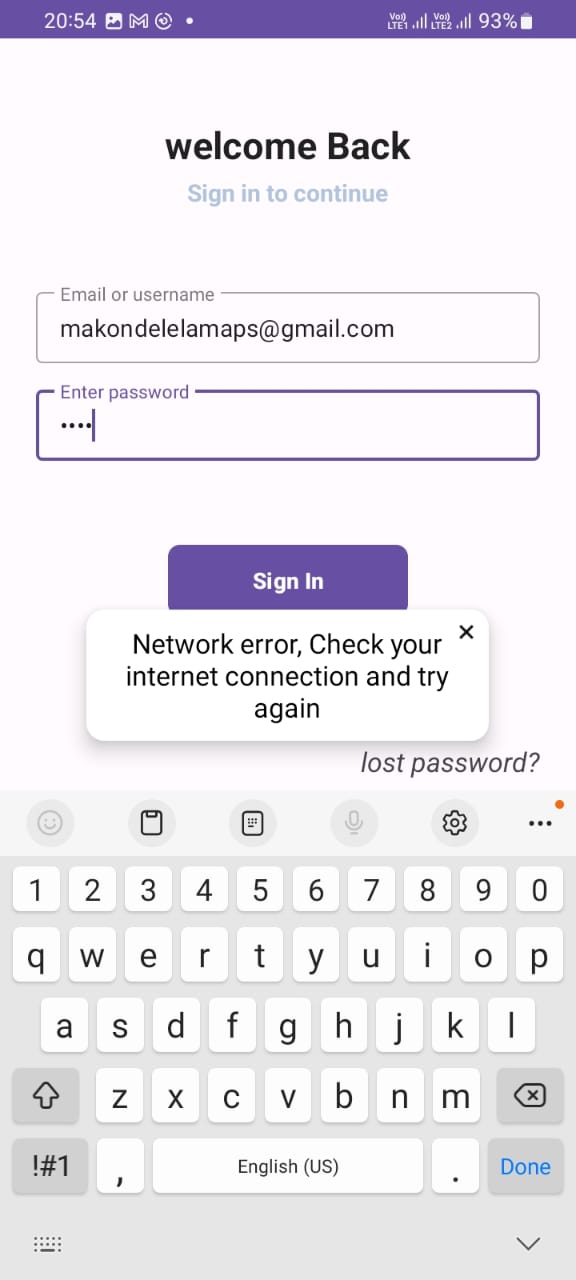 20:54 Vo)) LTE1 Vo)) LTE2 93%
welcome Back
Sign in to continue
Email or username
makondelelamaps@gmail.com
Enter password
••••
Sign In
Network error, Check your
internet connection and try
again
lost password?
1 2 3 4 5 6 7 8 9 0
q w e r t y u i o p
a s d f g h j k l
z x c v b n m
!#1 , English (US) . Done